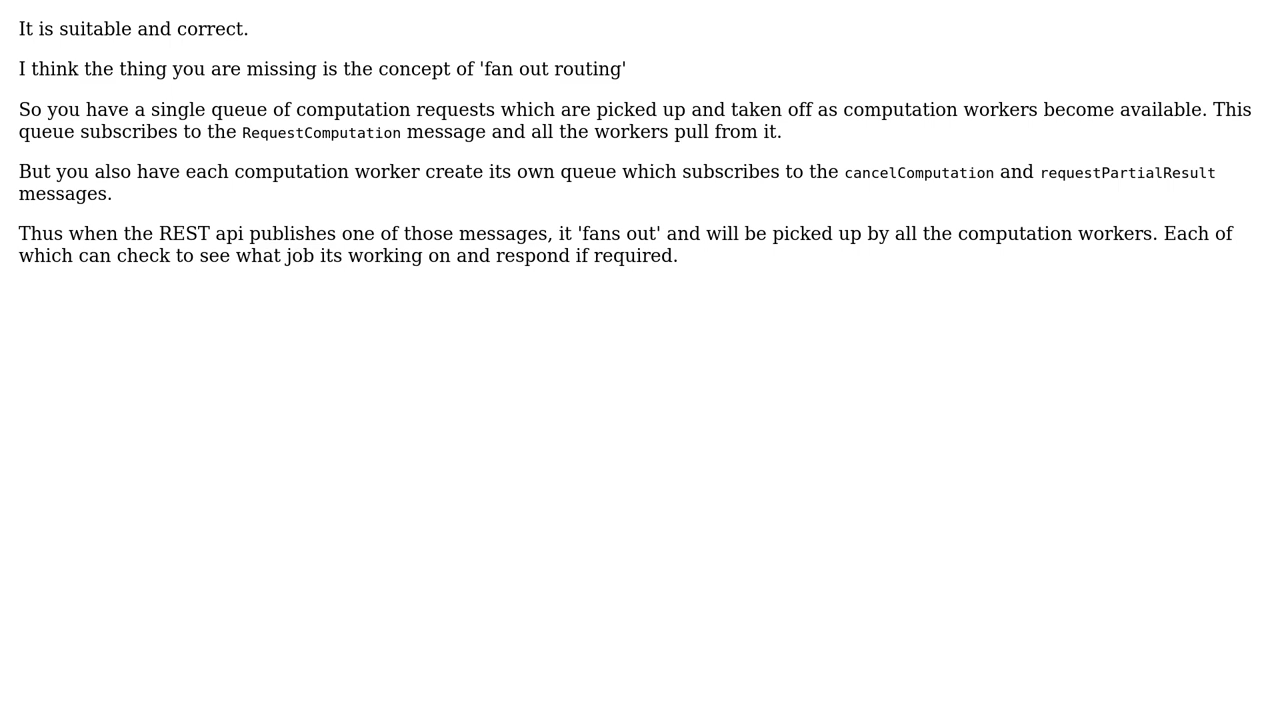 It is suitable and correct.
I think the thing you are missing is the concept of 'fan out routing'
So you have a single queue of computation requests which are picked up and taken off as computation workers become available. This
queue subscribes to the RequestComputation message and all the workers pull from it.
But you also have each computation worker create its own queue which subscribes to the cancelComputation and requestPartialResult
messages.
Thus when the REST api publishes one of those messages, it 'fans out' and will be picked up by all the computation workers. Each of
which can check to see what job its working on and respond if required.